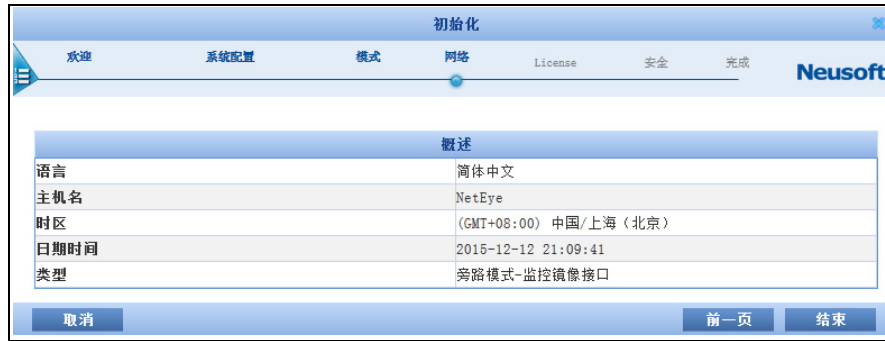 初始化
欢迎 系统配置 模式 网络 License 安全 完成
Neusoft
概述
语言 简体中文
主机名 NetEye
时区 (GMT+08:00) 中国/上海（北京）
日期时间 2015-12-12 21:09:41
类型 旁路模式-监控镜像接口
取消 前一页 结束